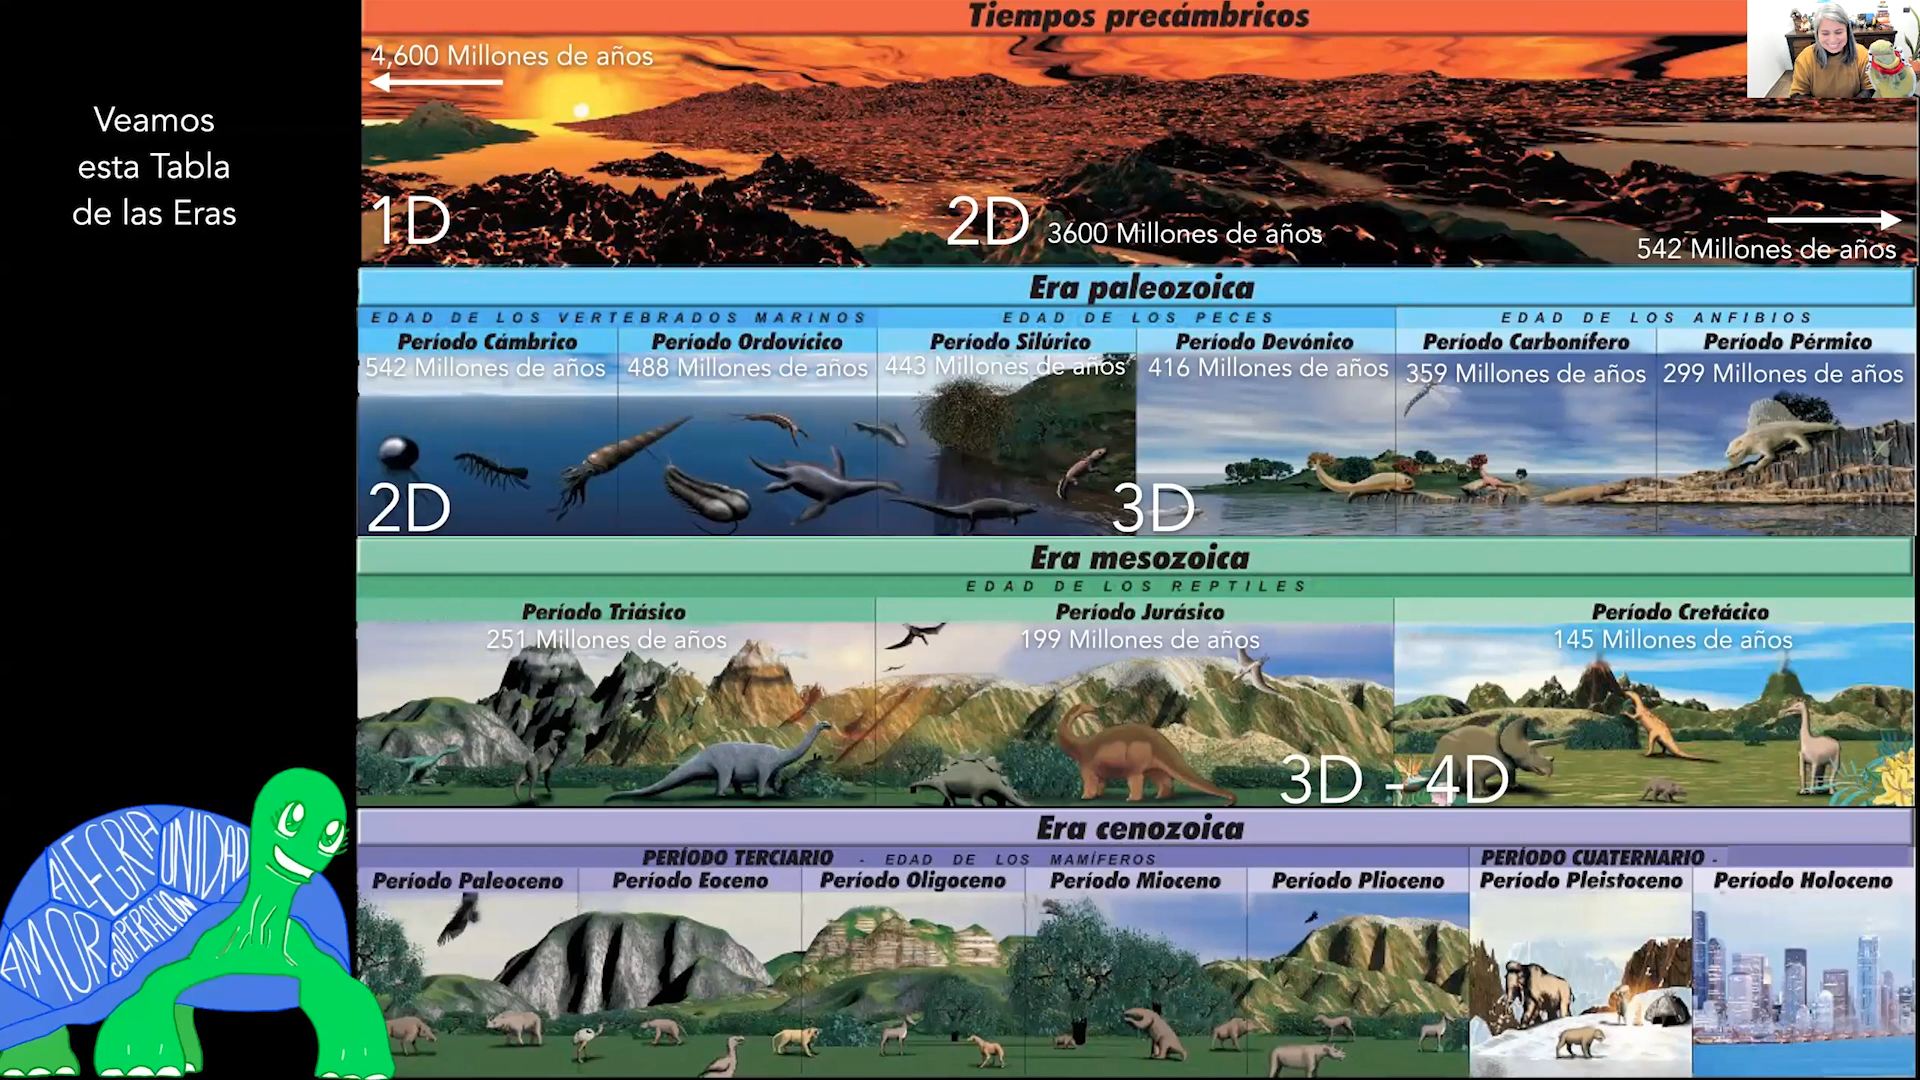 Veamos
esta Tabla
de las Eras
Tiempos precámbricos
4,600 Millones de años
1D
2D
3600 Millones de años
542 Millones de años
Era paleozoica
EDAD DE LOS VERTEBRADOS MARINOS
EDAD DE LOS PECES
EDAD DE LOS ANFIBIOS
Período Cámbrico
Período Ordovícico
Período Silúrico
Período Devónico
Período Carbonífero
Período Pérmico
542 Millones de años
488 Millones de años
443 Millones de años
416 Millones de años
359 Millones de años
299 Millones de años
2D
3D
Era mesozoica
EDAD DE LOS REPTILES
Período Triásico
Período Jurásico
Período Cretácico
251 Millones de años
199 Millones de años
145 Millones de años
3D - 4D
Era cenozoica
PERÍODO TERCIARIO - EDAD DE LOS MAMÍFEROS
PERÍODO CUATERNARIO -
Período Paleoceno
Período Eoceno
Período Oligoceno
Período Mioceno
Período Plioceno
Período Pleistoceno
Período Holoceno
ALEGRIA
UNIDAD
AMOR
COOPERACION